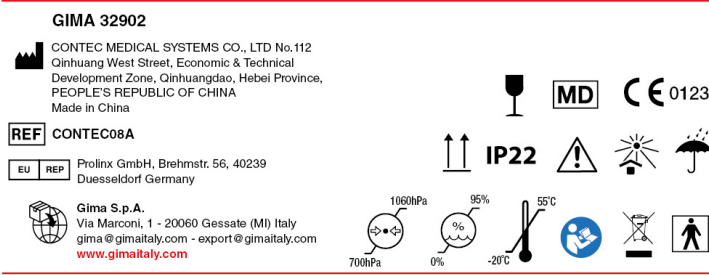 GIMA 32902
CONTEC MEDICAL SYSTEMS CO., LTD No.112
Qinhuang West Street, Economic & Technical
Development Zone, Qinhuangdao, Hebei Province,
PEOPLE'S REPUBLIC OF CHINA
Made in China
REF CONTEC08A
EU REP Prolinx GmbH, Brehmstr. 56, 40239
Duesseldorf Germany
Gima S.p.A.
Via Marconi, 1 - 20060 Gessate (MI) Italy
gima@gimaitaly.com - export@gimaitaly.com
www.gimaitaly.com
MD CE 0123
IP22
1060hPa
700hPa
95%
%
0%
55°C
-20°C